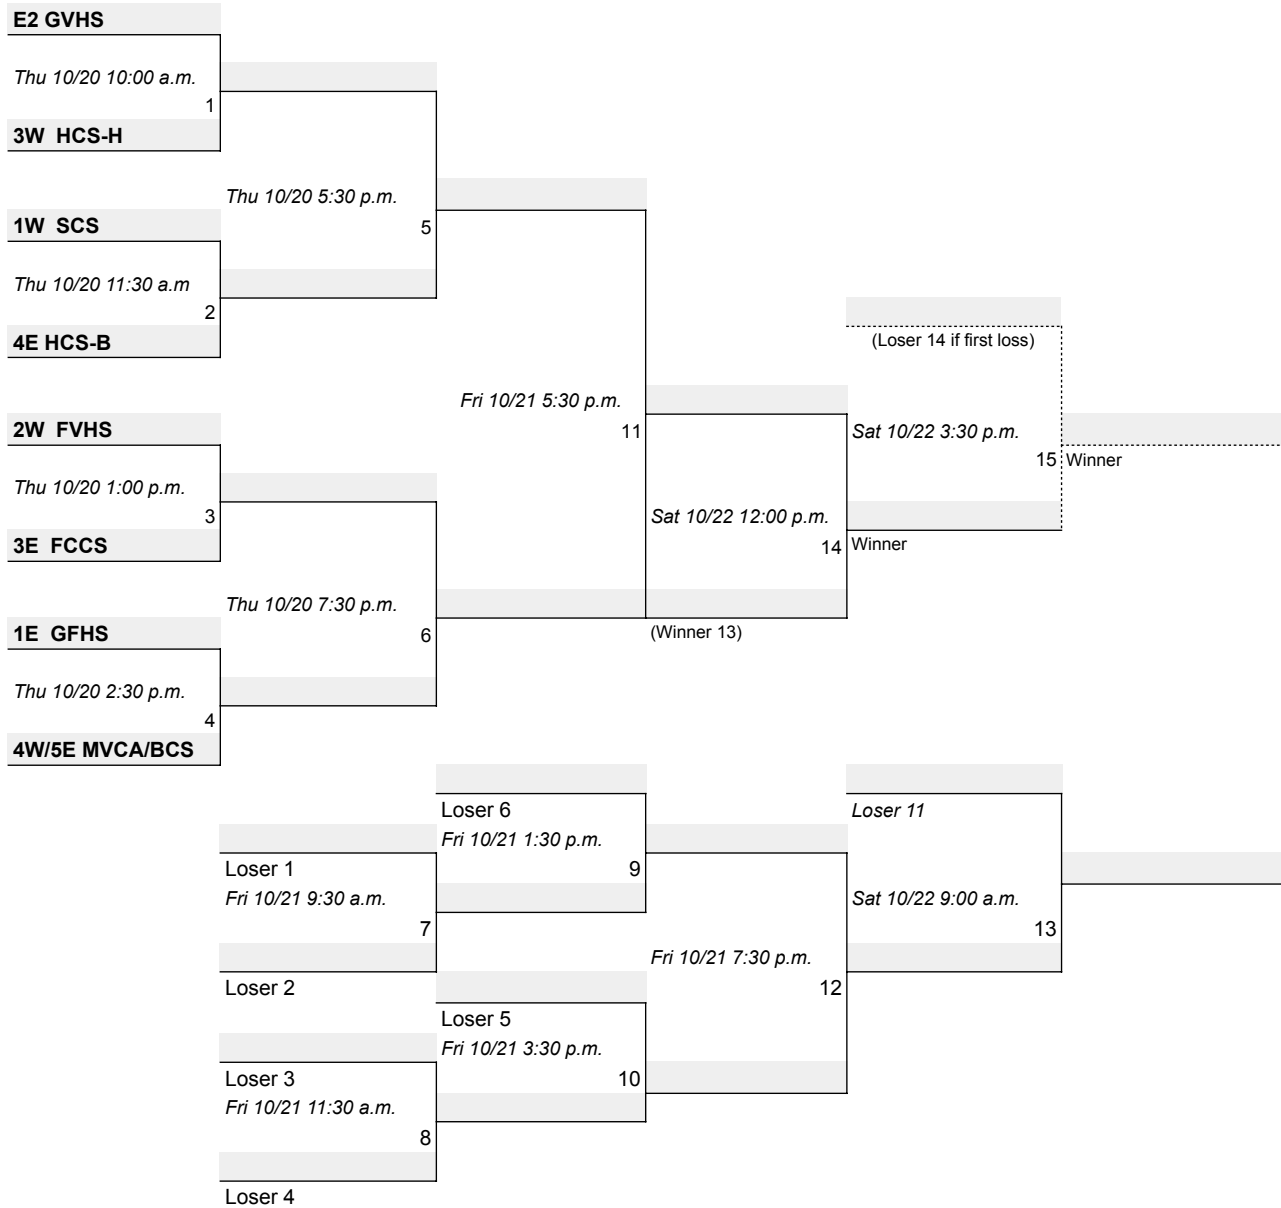 E2 GVHS
Thu 10/20 10:00 a.m.
1
3W  HCS-H
Thu 10/20 5:30 p.m.
5
1W  SCS
Thu 10/20 11:30 a.m
2
4E HCS-B
(Loser 14 if first loss)
Fri 10/21 5:30 p.m.
11
2W  FVHS
Sat 10/22 3:30 p.m.
15 Winner
Thu 10/20 1:00 p.m.
3
Sat 10/22 12:00 p.m.
14 Winner
3E  FCCS
Thu 10/20 7:30 p.m.
6
1E  GFHS
(Winner 13)
Thu 10/20 2:30 p.m.
4
4W/5E MVCA/BCS
Loser 6
Fri 10/21 1:30 p.m.
9
Loser 11
Loser 1
Fri 10/21 9:30 a.m.
7
Sat 10/22 9:00 a.m.
13
Fri 10/21 7:30 p.m.
12
Loser 2
Loser 5
Fri 10/21 3:30 p.m.
10
Loser 3
Fri 10/21 11:30 a.m.
8
Loser 4